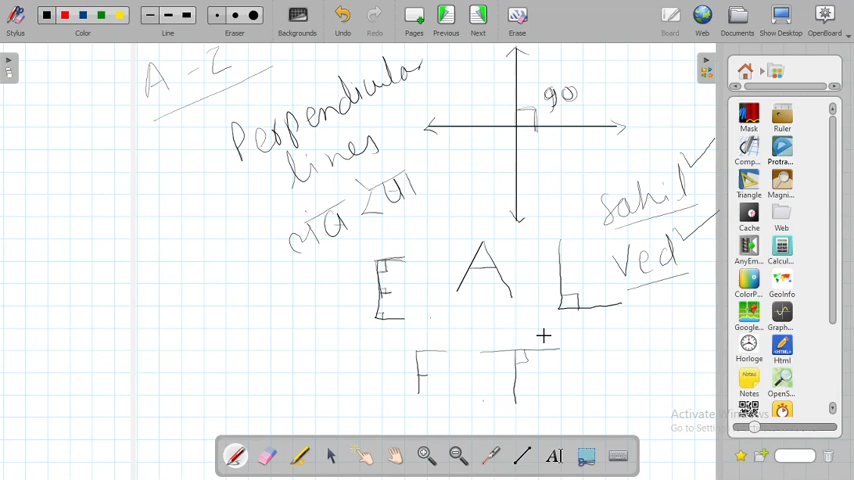 Stylus Color Line Eraser Backgrounds Undo Redo Pages Previous Next Erase Board Web Documents Show Desktop OpenBoard
A - Z
Perpendicular
lines
90
sahil
ved
E A L
F T
Mask Ruler
Comp... Protra...
Triangle Magni...
Cache Web
AnyEm... Calcul...
ColorP... GeoInfo
Google... Graph...
Horloge Html
Notes OpenS...
Activate Windows
Go to Settings